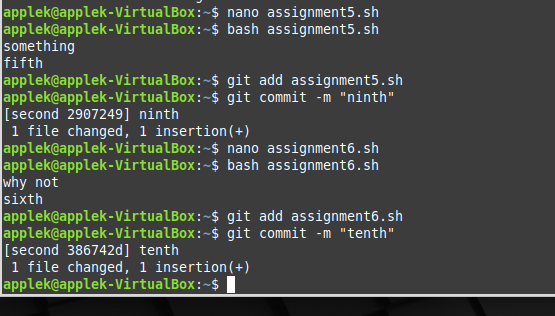 applek@applek-VirtualBox:~$ nano assignment5.sh
applek@applek-VirtualBox:~$ bash assignment5.sh
something
fifth
applek@applek-VirtualBox:~$ git add assignment5.sh
applek@applek-VirtualBox:~$ git commit -m "ninth"
[second 2907249] ninth
 1 file changed, 1 insertion(+)
applek@applek-VirtualBox:~$ nano assignment6.sh
applek@applek-VirtualBox:~$ bash assignment6.sh
why not
sixth
applek@applek-VirtualBox:~$ git add assignment6.sh
applek@applek-VirtualBox:~$ git commit -m "tenth"
[second 386742d] tenth
 1 file changed, 1 insertion(+)
applek@applek-VirtualBox:~$